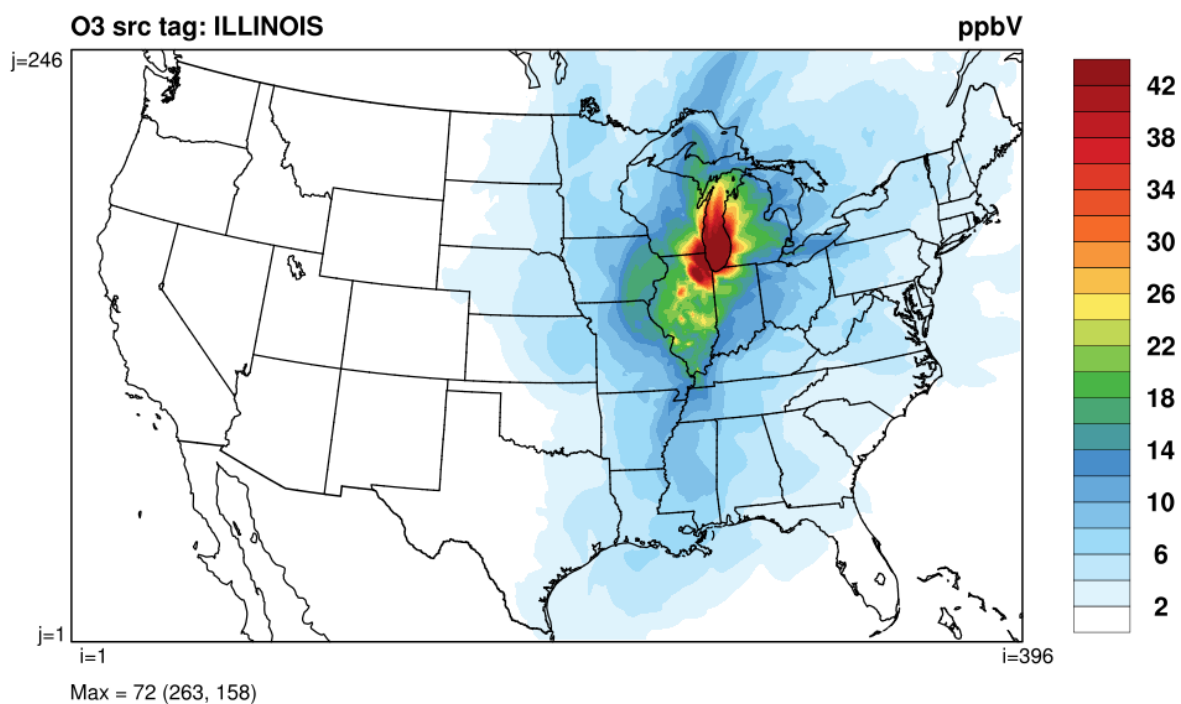 O3 src tag: ILLINOIS ppbV
j=246
42
38
34
30
26
22
18
14
10
6
2
j=1
i=1 i=396
Max = 72 (263, 158)